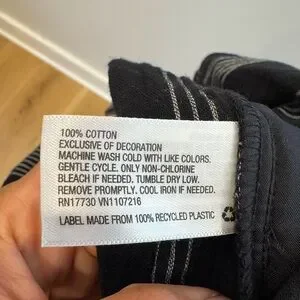 100% COTTON
EXCLUSIVE OF DECORATION
MACHINE WASH COLD WITH LIKE COLORS.
GENTLE CYCLE. ONLY NON-CHLORINE
BLEACH IF NEEDED. TUMBLE DRY LOW.
REMOVE PROMPTLY. COOL IRON IF NEEDED.
RN17730 VN1107216
LABEL MADE FROM 100% RECYCLED PLASTIC